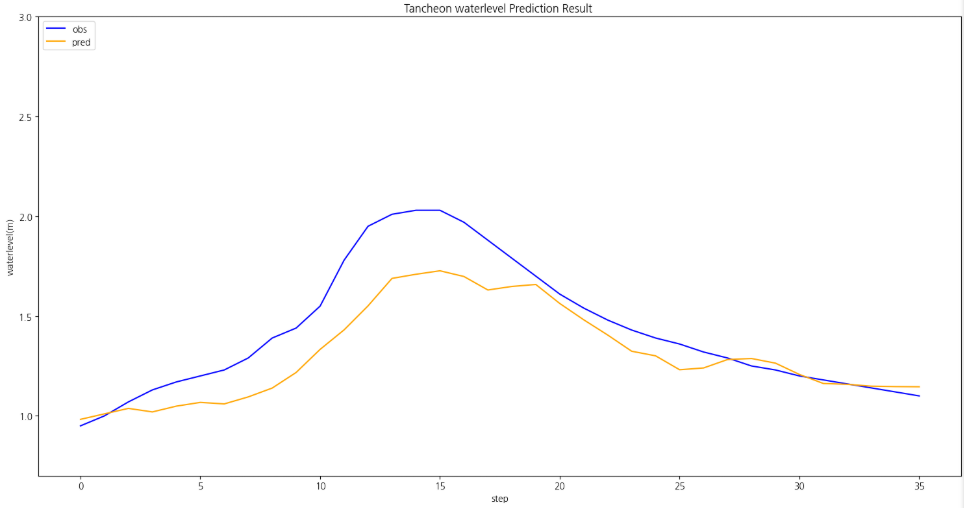 Tancheon waterlevel Prediction Result
obs
pred
3.0
2.5
2.0
1.5
1.0
waterlevel(m)
0 5 10 15 20 25 30 35
step